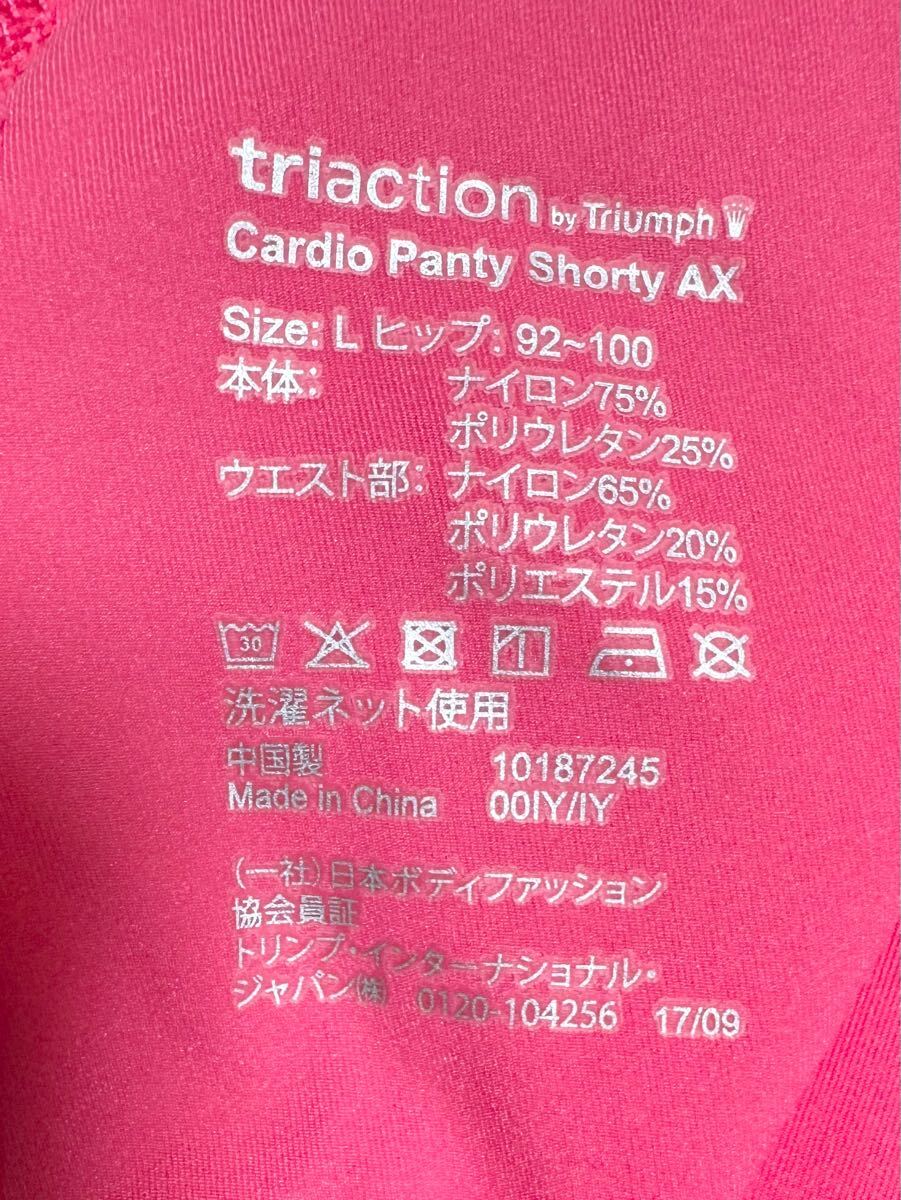 triaction by Triumph
Cardio Panty Shorty AX
Size: L ヒップ: 92~100
本体: ナイロン75%
ポリウレタン25%
ウエスト部: ナイロン65%
ポリウレタン20%
ポリエステル15%
30
洗濯ネット使用
中国製 10187245
Made in China 00IY/IY
(一社)日本ボディファッション
協会員証
トリンプ・インターナショナル・
ジャパン㈱ 0120-104256 17/09